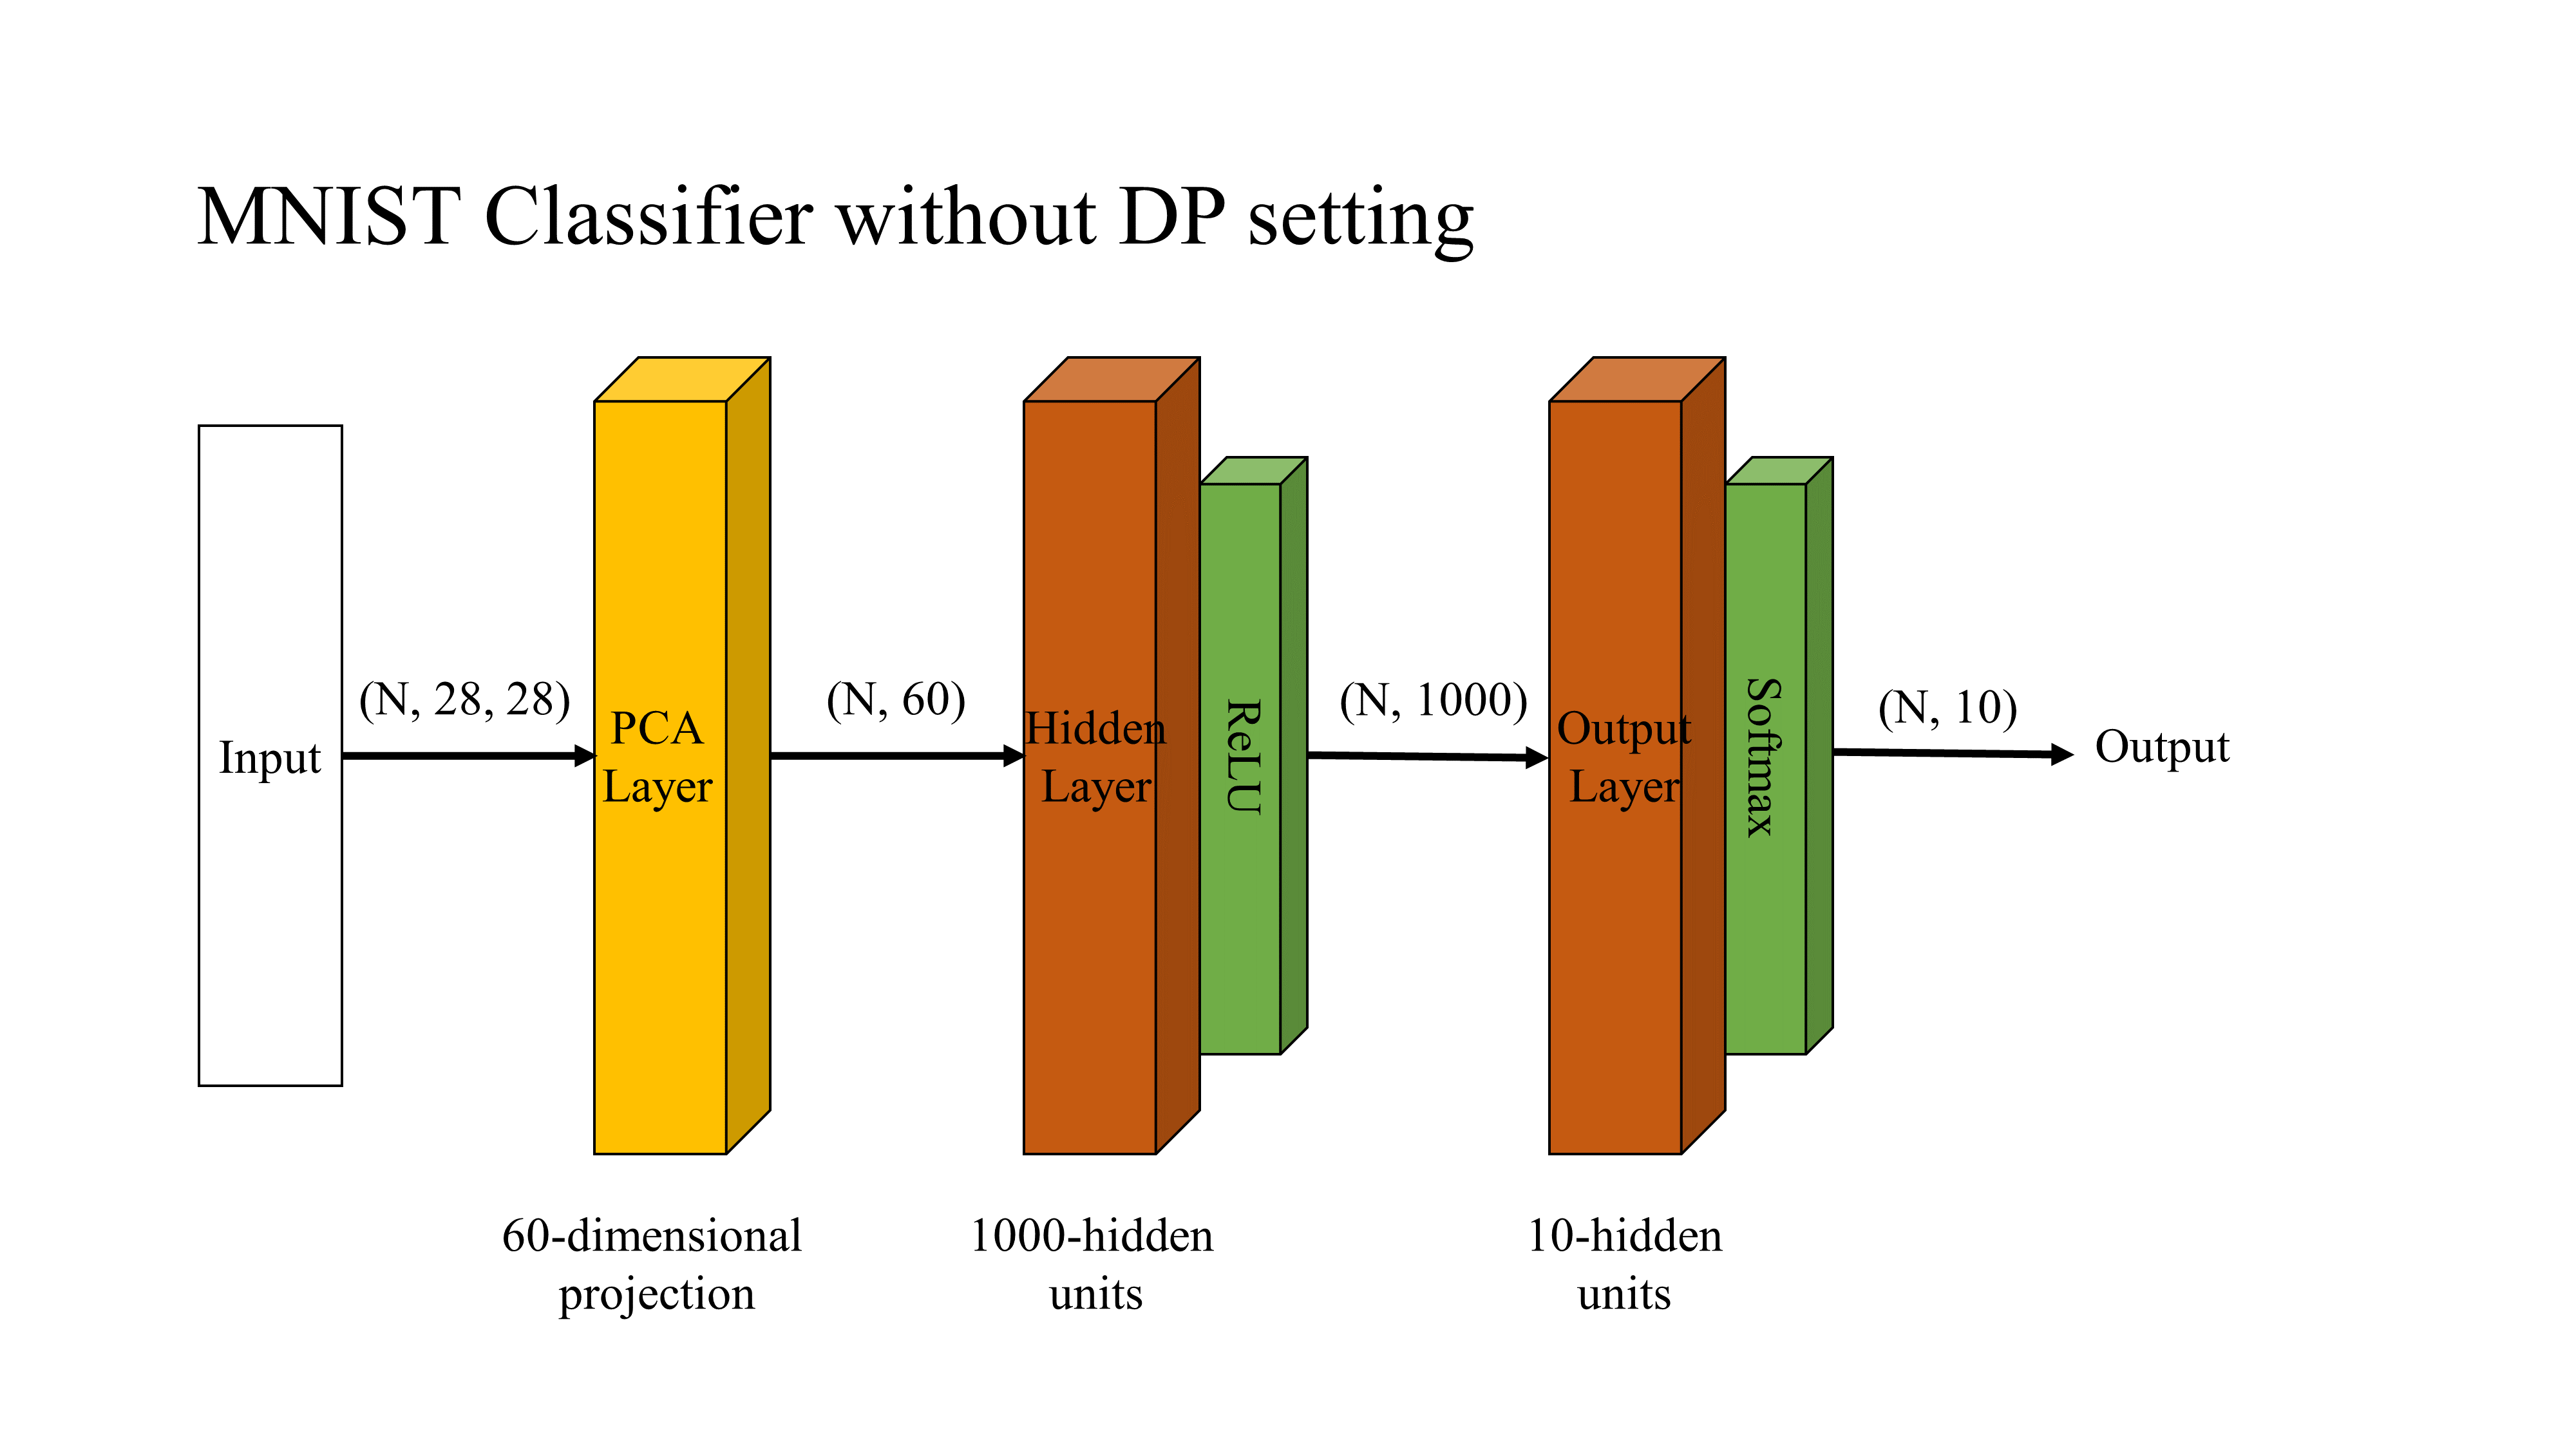 MNIST Classifier without DP setting
Input
(N, 28, 28)
PCA
Layer
(N, 60)
Hidden
Layer
ReLU
(N, 1000)
Output
Layer
Softmax
(N, 10)
Output
60-dimensional
projection
1000-hidden
units
10-hidden
units